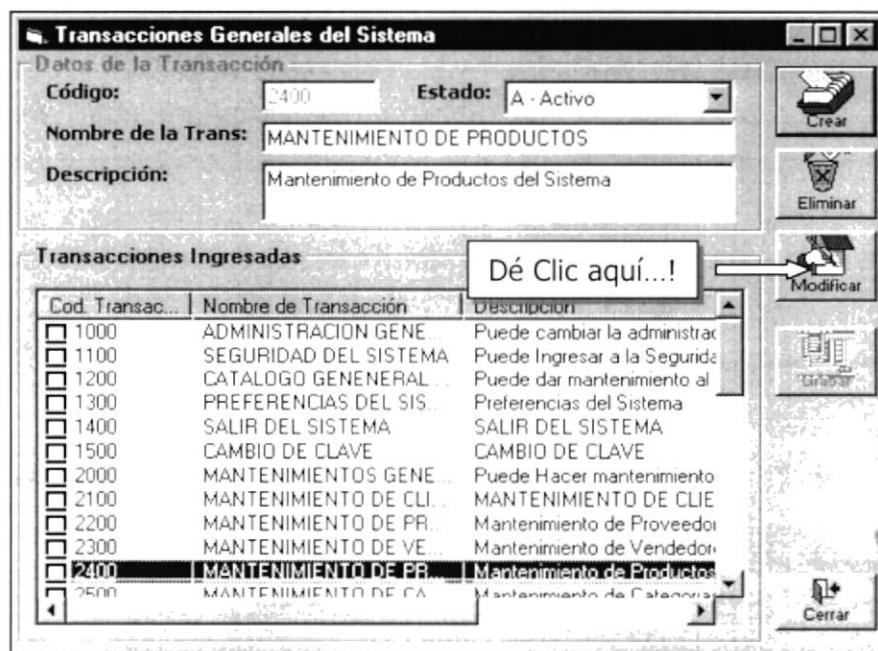 Transacciones Generales del Sistema
Datos de la Transacción
Código: 2400 Estado: A - Activo
Nombre de la Trans: MANTENIMIENTO DE PRODUCTOS
Descripción: Mantenimiento de Productos del Sistema
Crear
Eliminar
Modificar
Grabar
Cerrar
Dé Clic aquí...!
Transacciones Ingresadas
Cod. Transac... Nombre de Transacción Descripción
1000 ADMINISTRACION GENE... Puede cambiar la administrac
1100 SEGURIDAD DEL SISTEMA Puede Ingresar a la Segurida
1200 CATALOGO GENENERAL ... Puede dar mantenimiento al
1300 PREFERENCIAS DEL SIS... Preferencias del Sistema
1400 SALIR DEL SISTEMA SALIR DEL SISTEMA
1500 CAMBIO DE CLAVE CAMBIO DE CLAVE
2000 MANTENIMIENTOS GENE... Puede Hacer mantenimiento
2100 MANTENIMIENTO DE CLI... MANTENIMIENTO DE CLIE
2200 MANTENIMIENTO DE PR... Mantenimiento de Proveedor
2300 MANTENIMIENTO DE VE... Mantenimiento de Vendedor
2400 MANTENIMIENTO DE PR... Mantenimiento de Productos
2500 MANTENIMIENTO DE CA... Mantenimiento de Categorias